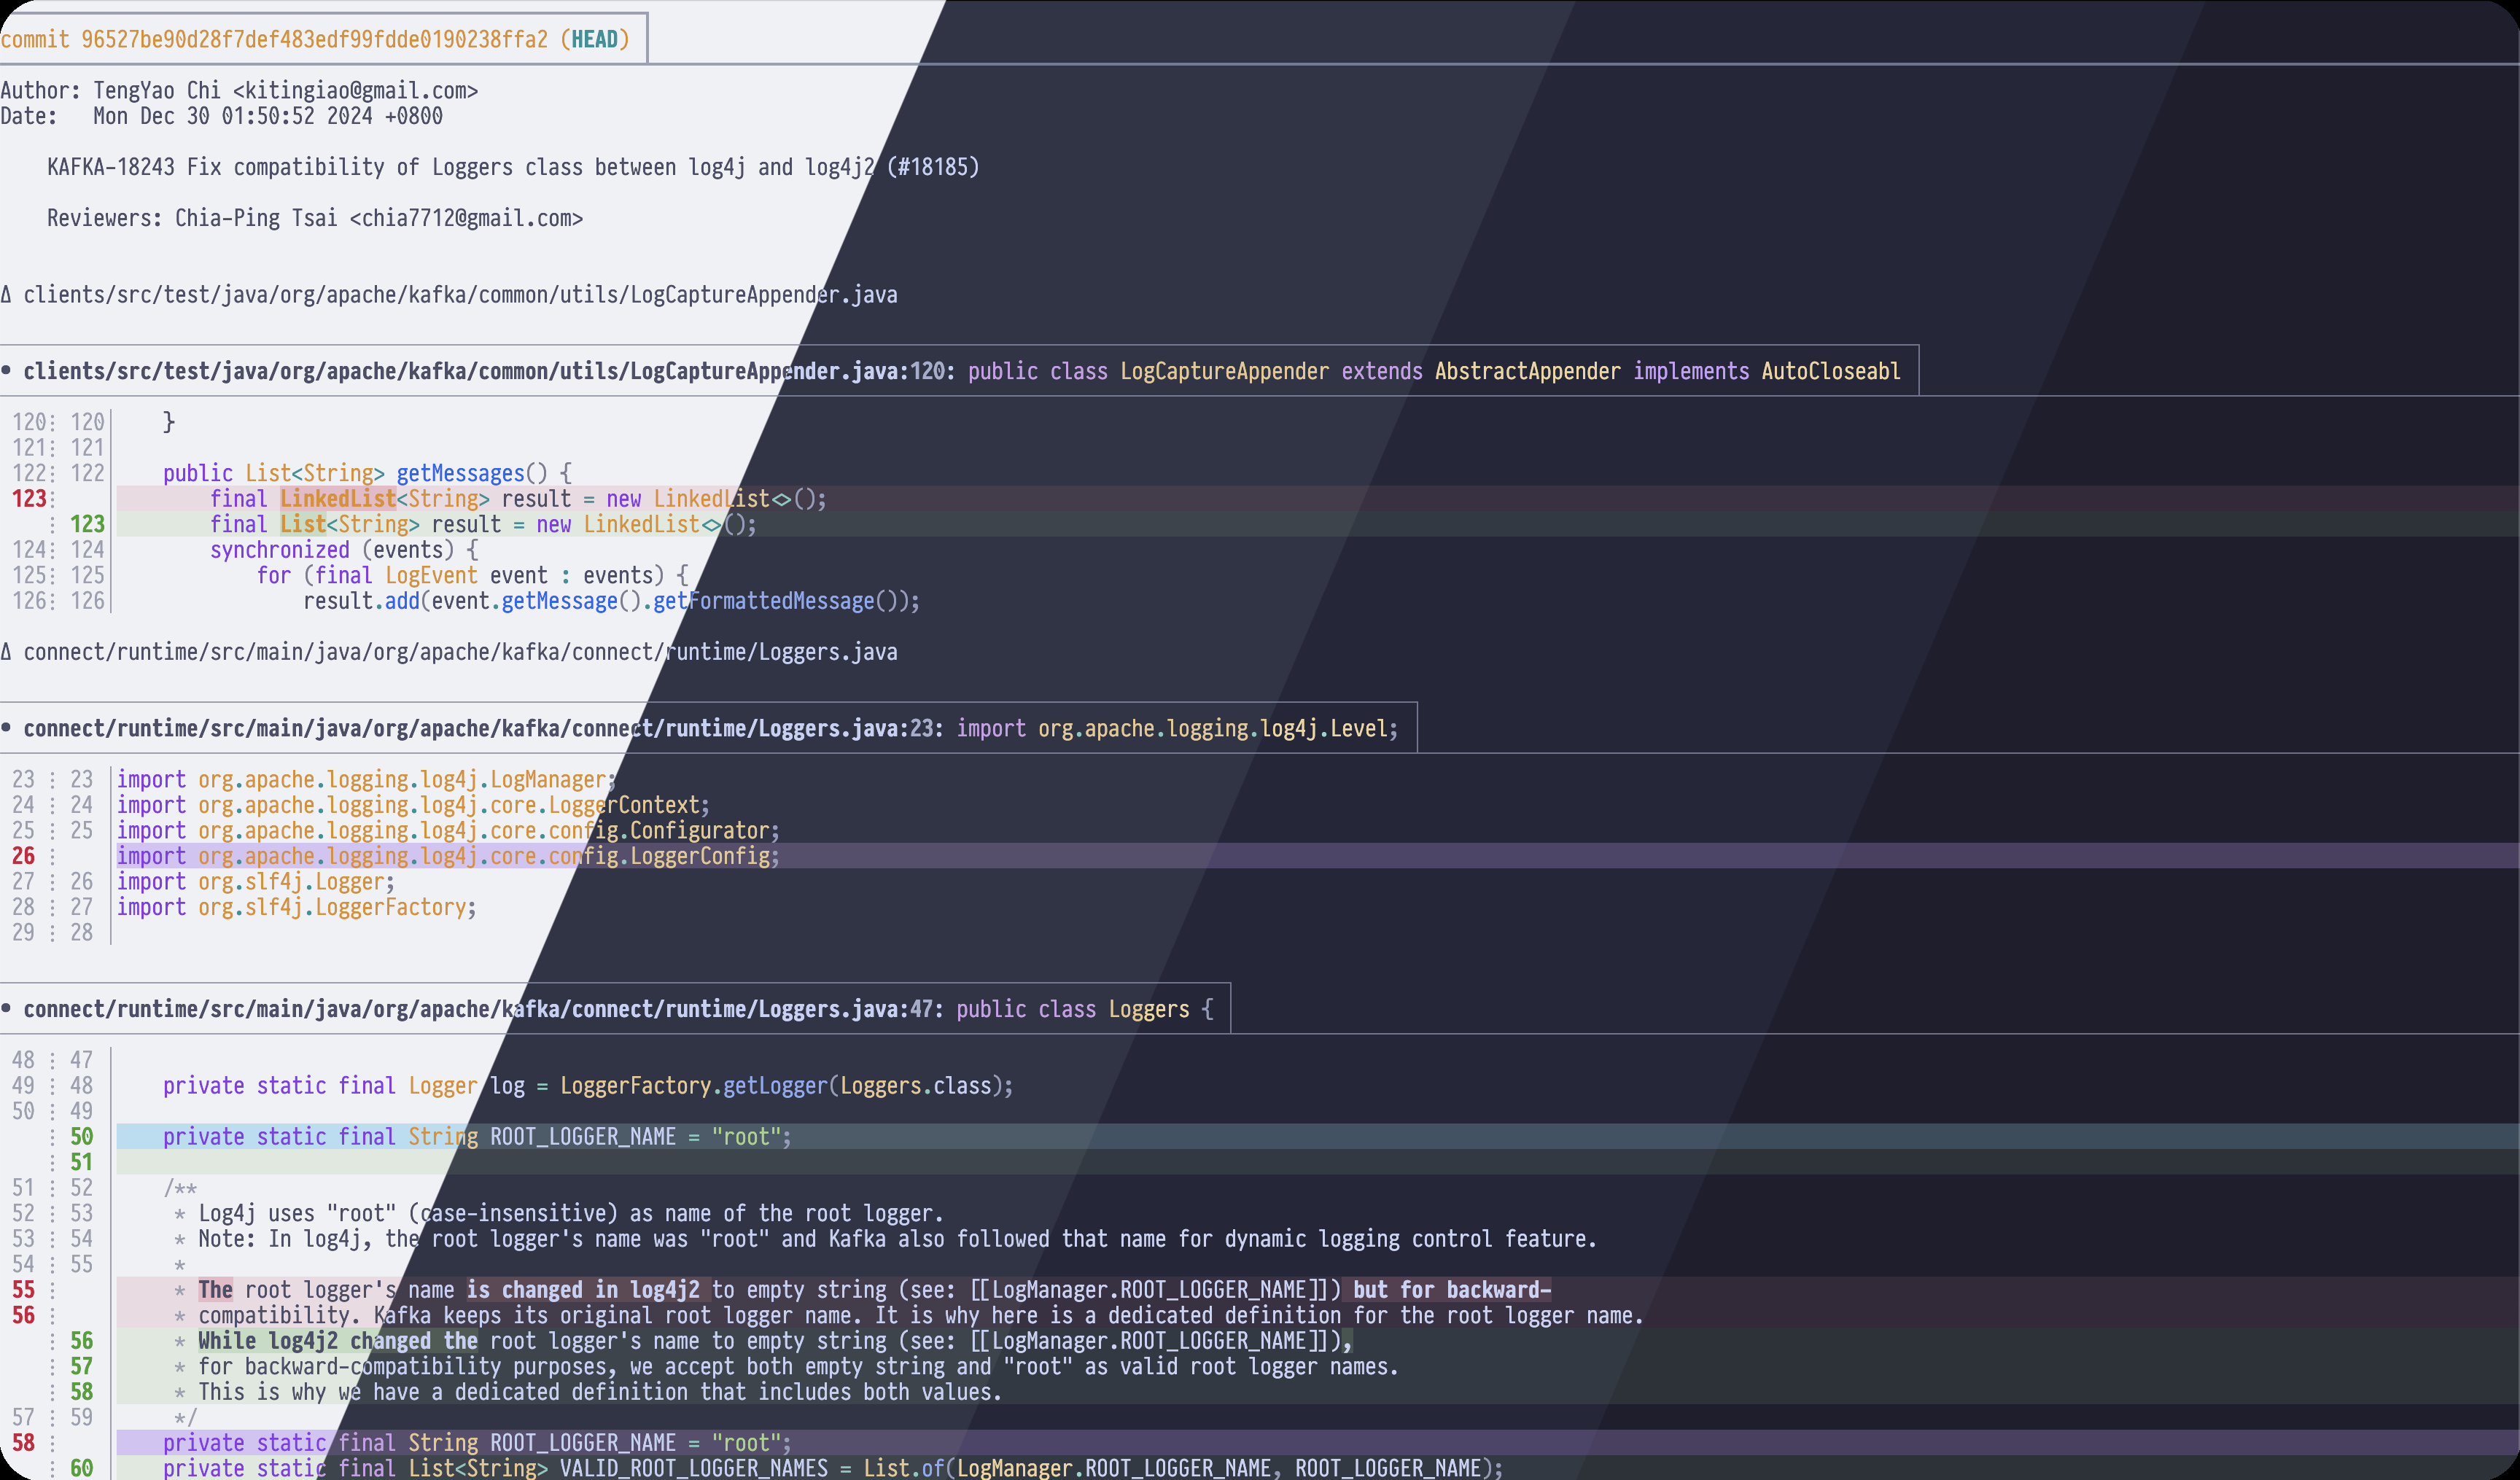 commit 96527be90d28f7def483edf99fdde0190238ffa2 (HEAD)
Author: TengYao Chi <kitingiao@gmail.com>
Date:   Mon Dec 30 01:50:52 2024 +0800
    KAFKA-18243 Fix compatibility of Loggers class between log4j and log4j2 (#18185)
    Reviewers: Chia-Ping Tsai <chia7712@gmail.com>
Δ clients/src/test/java/org/apache/kafka/common/utils/LogCaptureAppender.java
• clients/src/test/java/org/apache/kafka/common/utils/LogCaptureAppender.java:120: public class LogCaptureAppender extends AbstractAppender implements AutoCloseabl
120⋮ 120│    }
121⋮ 121│
122⋮ 122│    public List<String> getMessages() {
123⋮    │        final LinkedList<String> result = new LinkedList<>();
   ⋮ 123│        final List<String> result = new LinkedList<>();
124⋮ 124│        synchronized (events) {
125⋮ 125│            for (final LogEvent event : events) {
126⋮ 126│                result.add(event.getMessage().getFormattedMessage());
Δ connect/runtime/src/main/java/org/apache/kafka/connect/runtime/Loggers.java
• connect/runtime/src/main/java/org/apache/kafka/connect/runtime/Loggers.java:23: import org.apache.logging.log4j.Level;
23 ⋮ 23 │import org.apache.logging.log4j.LogManager;
24 ⋮ 24 │import org.apache.logging.log4j.core.LoggerContext;
25 ⋮ 25 │import org.apache.logging.log4j.core.config.Configurator;
26 ⋮    │import org.apache.logging.log4j.core.config.LoggerConfig;
27 ⋮ 26 │import org.slf4j.Logger;
28 ⋮ 27 │import org.slf4j.LoggerFactory;
29 ⋮ 28 │
• connect/runtime/src/main/java/org/apache/kafka/connect/runtime/Loggers.java:47: public class Loggers {
48 ⋮ 47 │
49 ⋮ 48 │    private static final Logger log = LoggerFactory.getLogger(Loggers.class);
50 ⋮ 49 │
   ⋮ 50 │    private static final String ROOT_LOGGER_NAME = "root";
   ⋮ 51 │
51 ⋮ 52 │    /**
52 ⋮ 53 │     * Log4j uses "root" (case-insensitive) as name of the root logger.
53 ⋮ 54 │     * Note: In log4j, the root logger's name was "root" and Kafka also followed that name for dynamic logging control feature.
54 ⋮ 55 │     *
55 ⋮    │     * The root logger's name is changed in log4j2 to empty string (see: [[LogManager.ROOT_LOGGER_NAME]]) but for backward-
56 ⋮    │     * compatibility. Kafka keeps its original root logger name. It is why here is a dedicated definition for the root logger name.
   ⋮ 56 │     * While log4j2 changed the root logger's name to empty string (see: [[LogManager.ROOT_LOGGER_NAME]]),
   ⋮ 57 │     * for backward-compatibility purposes, we accept both empty string and "root" as valid root logger names.
   ⋮ 58 │     * This is why we have a dedicated definition that includes both values.
57 ⋮ 59 │     */
58 ⋮    │    private static final String ROOT_LOGGER_NAME = "root";
   ⋮ 60 │    private static final List<String> VALID_ROOT_LOGGER_NAMES = List.of(LogManager.ROOT_LOGGER_NAME, ROOT_LOGGER_NAME);